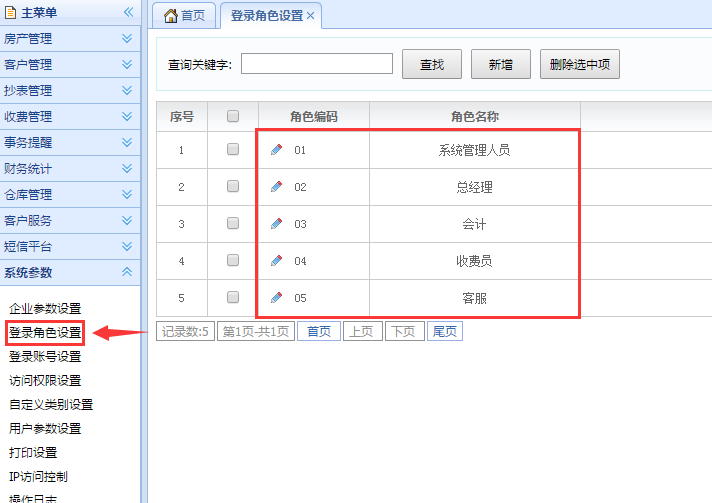 主菜单
房产管理
客户管理
抄表管理
收费管理
事务提醒
财务统计
仓库管理
客户服务
短信平台
系统参数
企业参数设置
登录角色设置
登录账号设置
访问权限设置
自定义类别设置
用户参数设置
打印设置
IP访问控制
操作日志
首页 登录角色设置
查询关键字: 查找 新增 删除选中项
序号 角色编码 角色名称
1 01 系统管理人员
2 02 总经理
3 03 会计
4 04 收费员
5 05 客服
记录数:5 第1页-共1页 首页 上页 下页 尾页